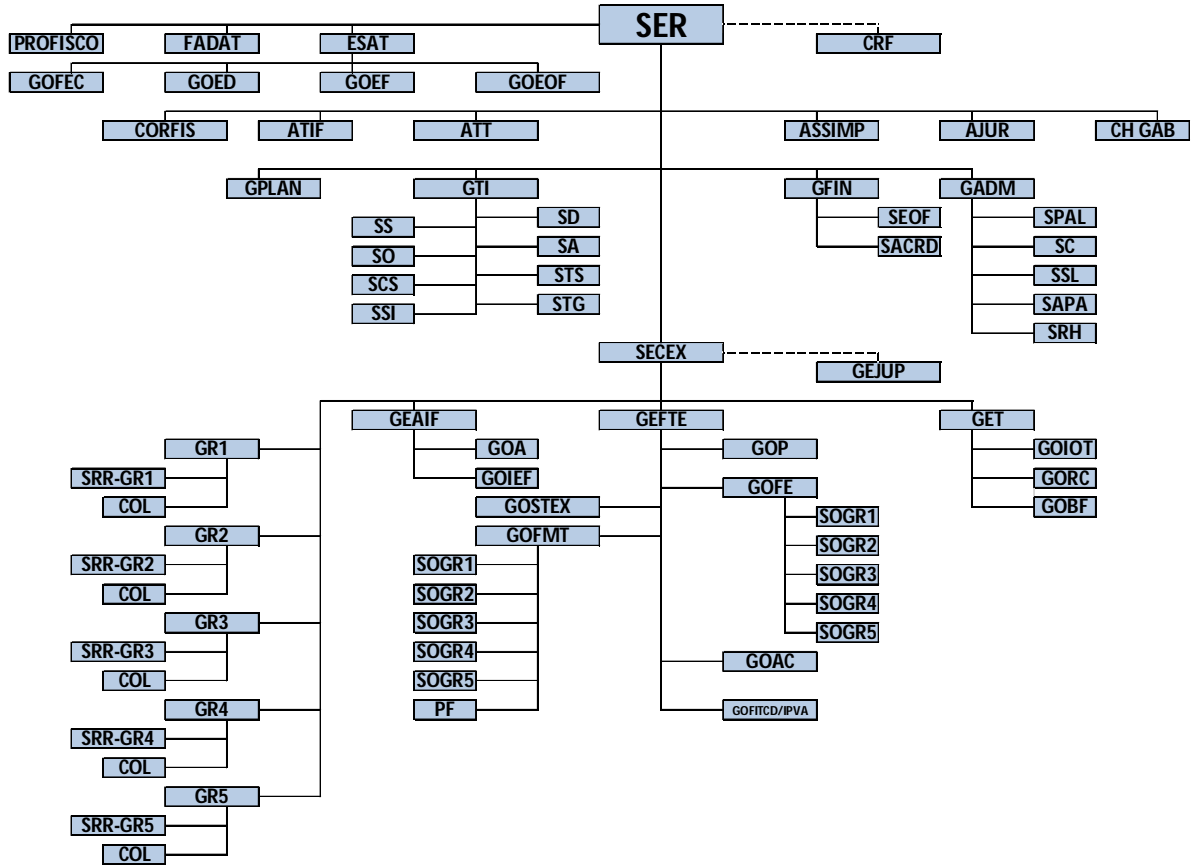 SER
PROFISCO
FADAT
ESAT
CRF
GOFEC
GOED
GOEF
GOEOF
CORFIS
ATIF
ATT
ASSIMP
AJUR
CH GAB
GPLAN
GTI
GFIN
GADM
SS
SO
SCS
SSI
SD
SA
STS
STG
SEOF
SACRD
SPAL
SC
SSL
SAPA
SRH
SECEX
GEJUP
GEAIF
GEFTE
GET
GR1
SRR-GR1
COL
GR2
SRR-GR2
COL
GR3
SRR-GR3
COL
GR4
SRR-GR4
COL
GR5
SRR-GR5
COL
GOA
GOIEF
GOSTEX
GOFMT
SOGR1
SOGR2
SOGR3
SOGR4
SOGR5
PF
GOP
GOFE
SOGR1
SOGR2
SOGR3
SOGR4
SOGR5
GOAC
GOFITCD/IPVA
GOIOT
GORC
GOBF